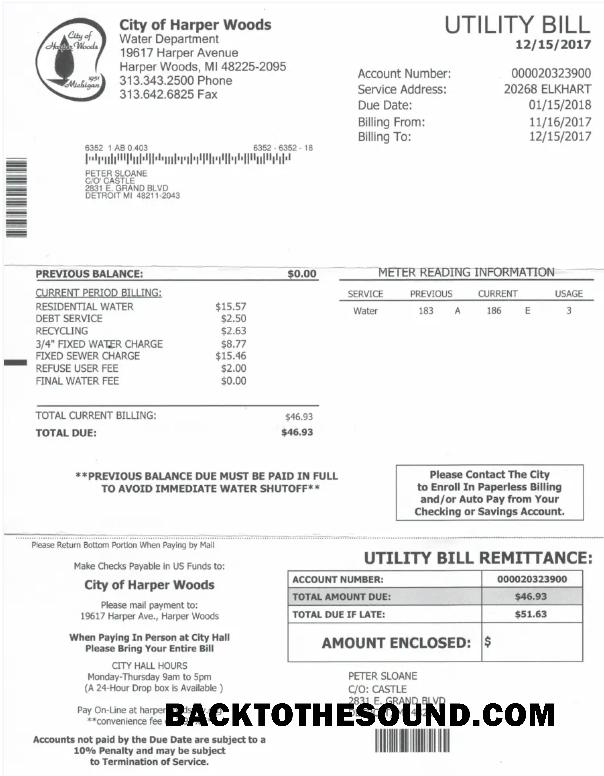 City of
Harper Woods
1951
Michigan
City of Harper Woods
Water Department
19617 Harper Avenue
Harper Woods, MI 48225-2095
313.343.2500 Phone
313.642.6825 Fax
UTILITY BILL
12/15/2017
Account Number: 000020323900
Service Address: 20268 ELKHART
Due Date: 01/15/2018
Billing From: 11/16/2017
Billing To: 12/15/2017
6352 1 AB 0.403 6352 - 6352 - 18
PETER SLOANE
C/O' CASTLE
2831 E. GRAND BLVD
DETROIT MI 48211-2043
PREVIOUS BALANCE: $0.00
CURRENT PERIOD BILLING:
RESIDENTIAL WATER $15.57
DEBT SERVICE $2.50
RECYCLING $2.63
3/4" FIXED WATER CHARGE $8.77
FIXED SEWER CHARGE $15.46
REFUSE USER FEE $2.00
FINAL WATER FEE $0.00
TOTAL CURRENT BILLING: $46.93
TOTAL DUE: $46.93
METER READING INFORMATION
SERVICE PREVIOUS CURRENT USAGE
Water 183 A 186 E 3
**PREVIOUS BALANCE DUE MUST BE PAID IN FULL
TO AVOID IMMEDIATE WATER SHUTOFF**
Please Contact The City
to Enroll In Paperless Billing
and/or Auto Pay from Your
Checking or Savings Account.
Please Return Bottom Portion When Paying by Mail
Make Checks Payable in US Funds to:
City of Harper Woods
Please mail payment to:
19617 Harper Ave., Harper Woods
When Paying In Person at City Hall
Please Bring Your Entire Bill
CITY HALL HOURS
Monday-Thursday 9am to 5pm
(A 24-Hour Drop box is Available )
Pay On-Line at
**convenience fee
Accounts not paid by the Due Date are subject to a
10% Penalty and may be subject
to Termination of Service.
UTILITY BILL REMITTANCE:
ACCOUNT NUMBER: 000020323900
TOTAL AMOUNT DUE: $46.93
TOTAL DUE IF LATE: $51.63
AMOUNT ENCLOSED: $
PETER SLOANE
C/O: CASTLE
2831 E. GRAND BLVD
BACKTOTHESOUND.COM